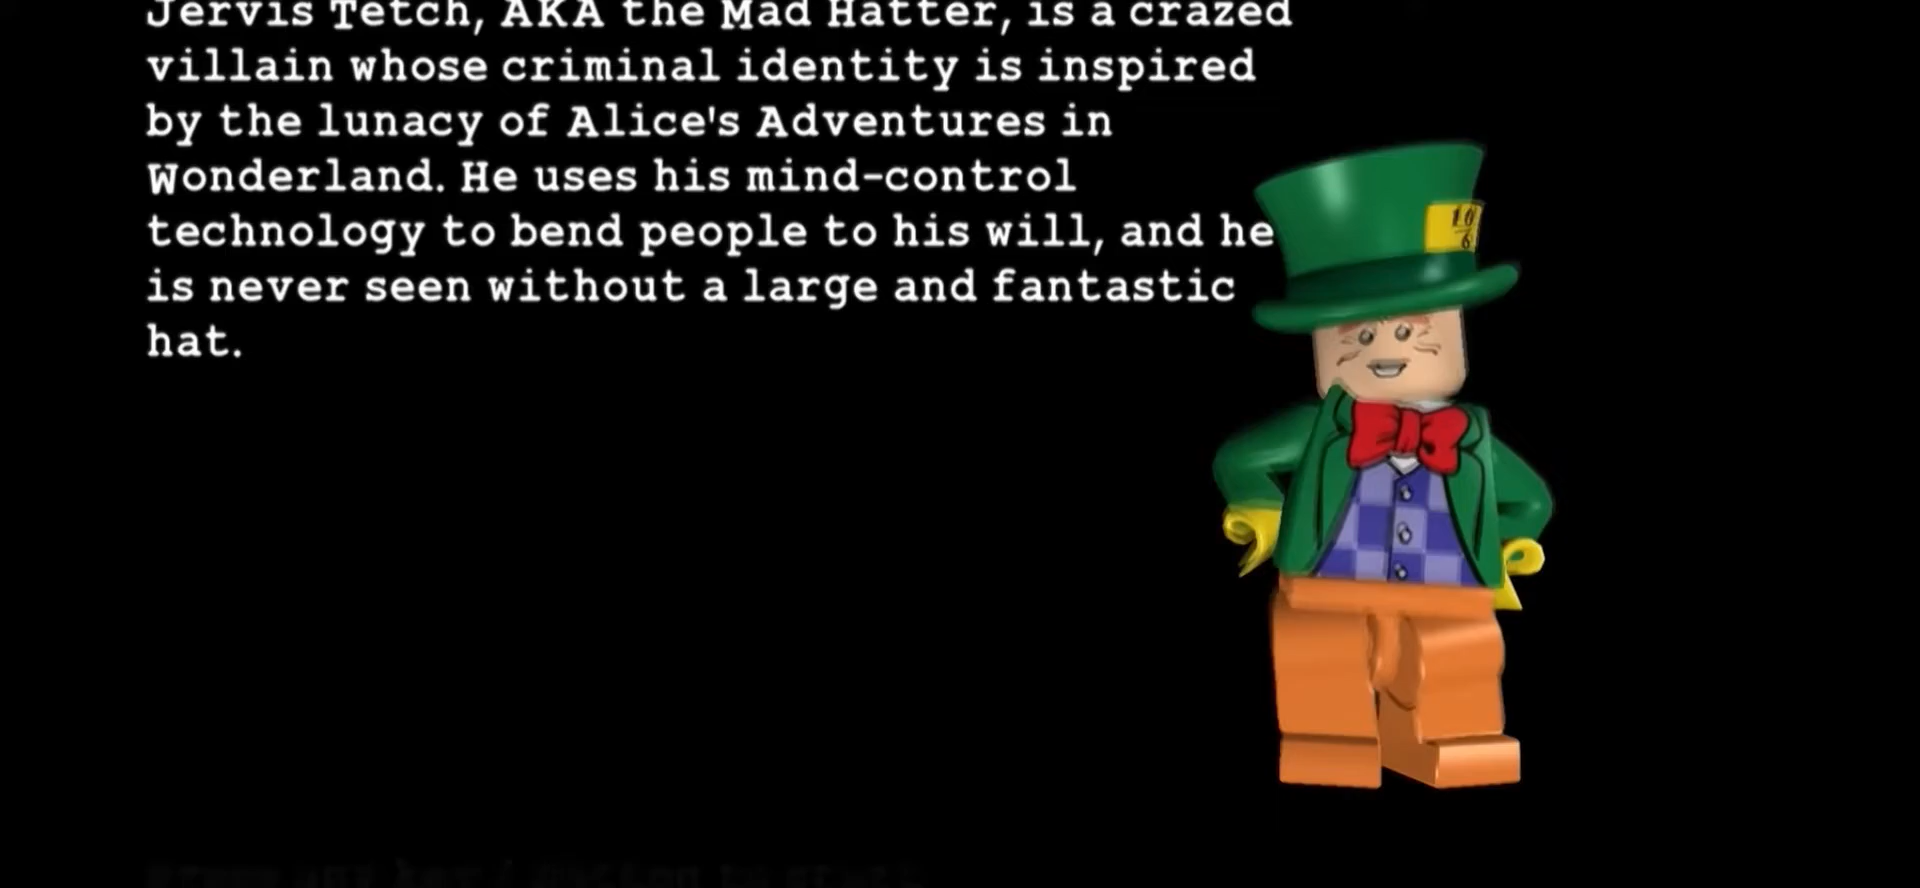 Jervis Tetch, AKA the Mad Hatter, is a crazed
villain whose criminal identity is inspired
by the lunacy of Alice's Adventures in
Wonderland. He uses his mind-control
technology to bend people to his will, and he
is never seen without a large and fantastic
hat.
10/6